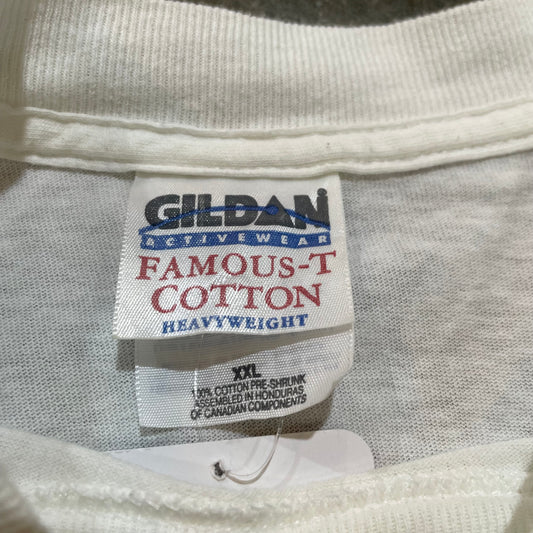 GILDAN
ACTIVEWEAR
FAMOUS-T
COTTON
HEAVYWEIGHT
XXL
100% COTTON PRE-SHRUNK
ASSEMBLED IN HONDURAS
OF CANADIAN COMPONENTS